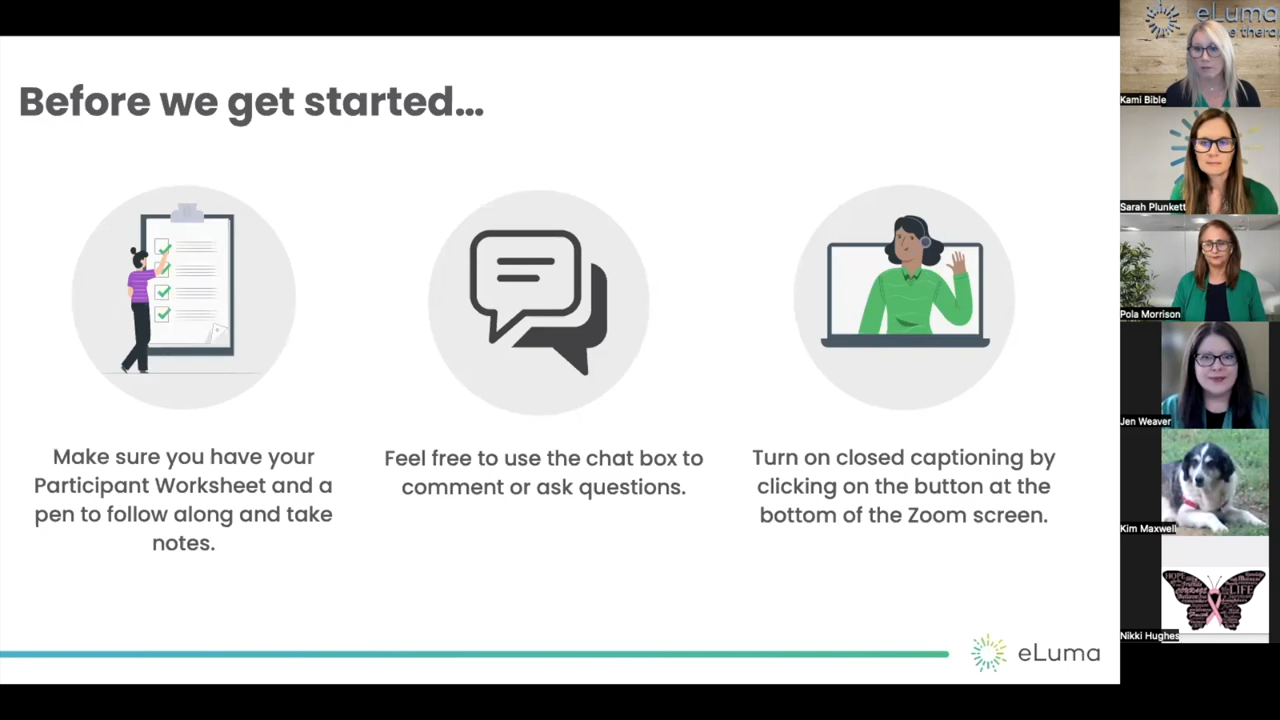 Before we get started...
Make sure you have your
Participant Worksheet and a
pen to follow along and take
notes.
Feel free to use the chat box to
comment or ask questions.
Turn on closed captioning by
clicking on the button at the
bottom of the Zoom screen.
eLuma
eLuma
Kami Bible
Sarah Plunkett
Pola Morrison
Jen Weaver
Kim Maxwell
HOPE
LIFE
Nikki Hughes